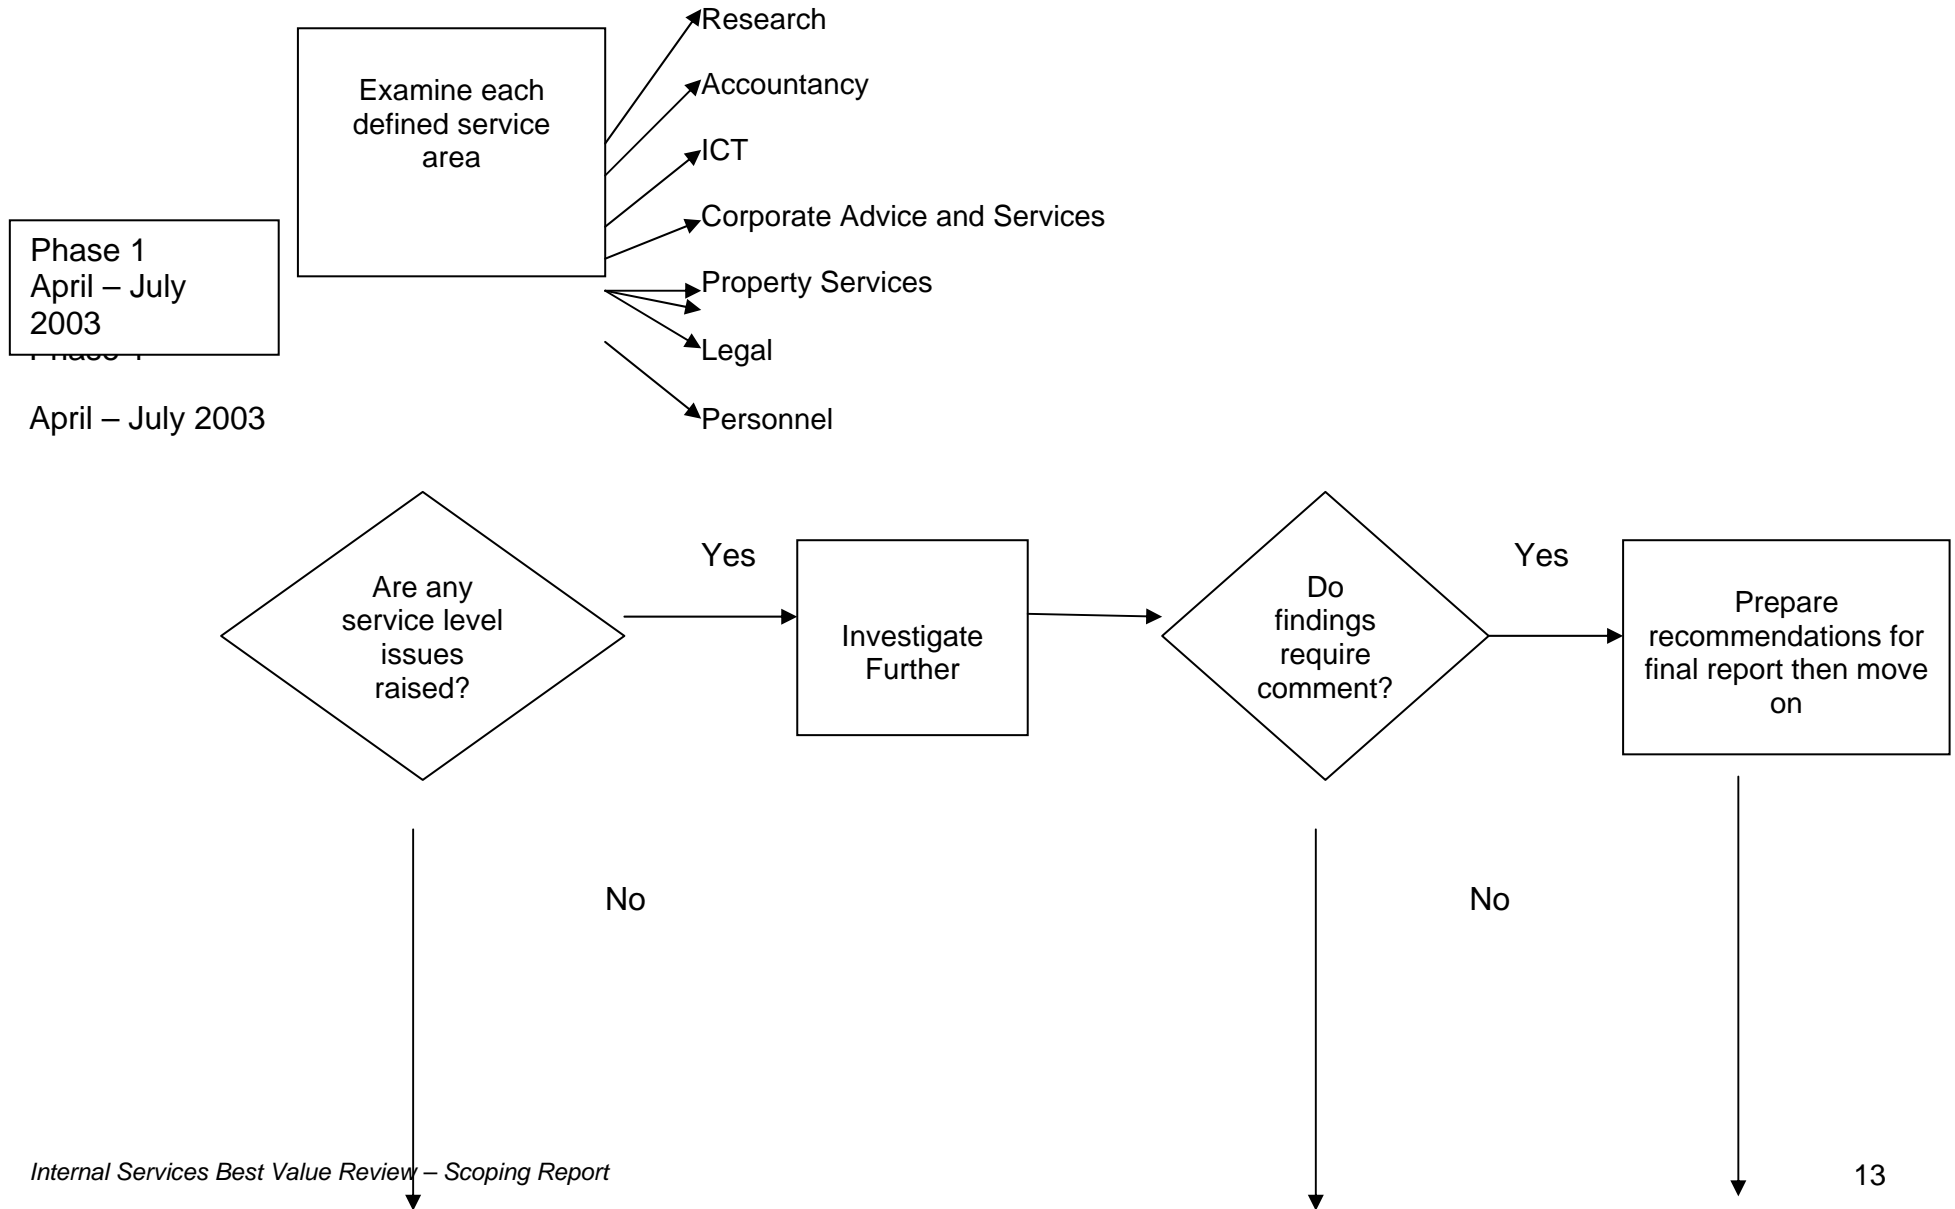 Research
Examine each
defined service
area
Accountancy
ICT
Corporate Advice and Services
Property Services
Legal
Personnel
Phase 1
April – July
2003
Phase 1
April – July 2003
Are any
service level
issues
raised?
Yes
Investigate
Further
Do
findings
require
comment?
Yes
Prepare
recommendations for
final report then move
on
No
No
Internal Services Best Value Review – Scoping Report
13